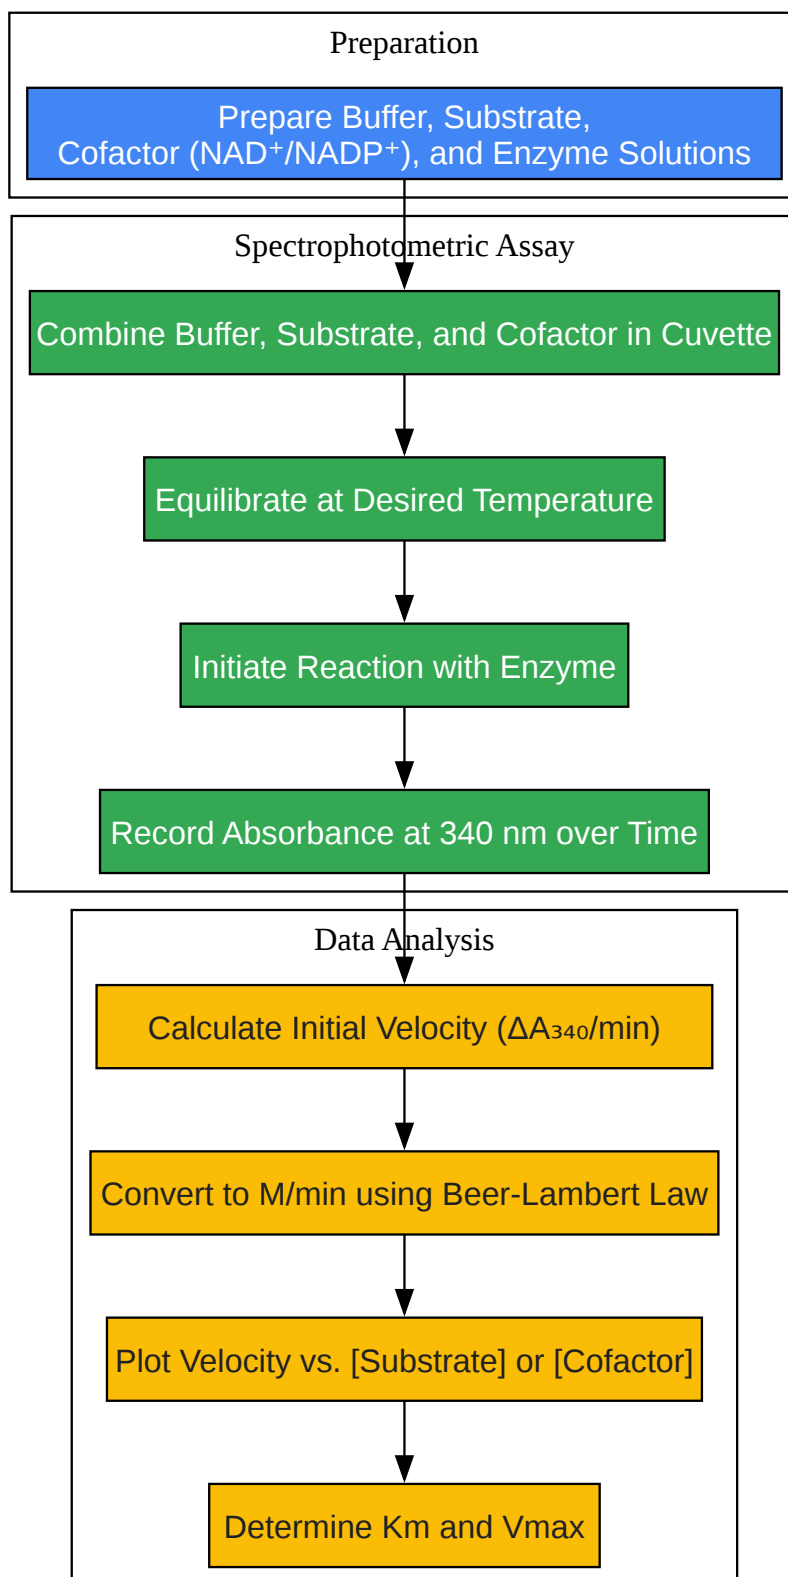 Preparation
Prepare Buffer, Substrate,
Cofactor (NAD⁺/NADP⁺), and Enzyme Solutions
Spectrophotometric Assay
Combine Buffer, Substrate, and Cofactor in Cuvette
Equilibrate at Desired Temperature
Initiate Reaction with Enzyme
Record Absorbance at 340 nm over Time
Data Analysis
Calculate Initial Velocity (ΔA₃₄₀/min)
Convert to M/min using Beer-Lambert Law
Plot Velocity vs. [Substrate] or [Cofactor]
Determine Km and Vmax